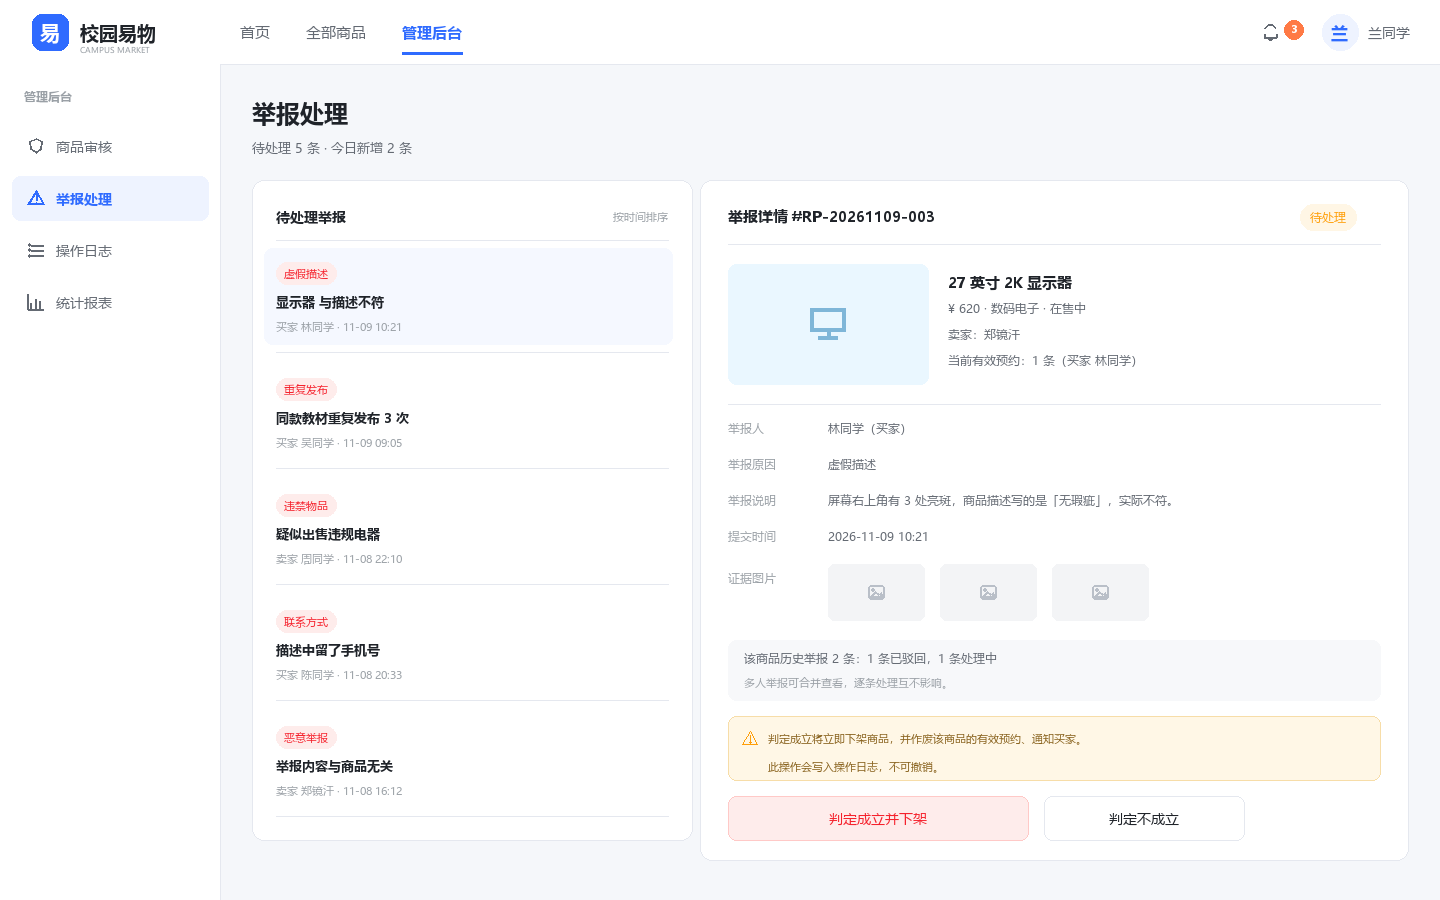 易 校园易物
CAMPUS MARKET
首页 全部商品 管理后台
3
兰 兰同学
管理后台
商品审核
举报处理
操作日志
统计报表
举报处理
待处理 5 条 · 今日新增 2 条
待处理举报 按时间排序
虚假描述
显示器 与描述不符
买家 林同学 · 11-09 10:21
重复发布
同款教材重复发布 3 次
买家 吴同学 · 11-09 09:05
违禁物品
疑似出售违规电器
卖家 周同学 · 11-08 22:10
联系方式
描述中留了手机号
买家 陈同学 · 11-08 20:33
恶意举报
举报内容与商品无关
卖家 郑镜汗 · 11-08 16:12
举报详情 #RP-20261109-003 待处理
27 英寸 2K 显示器
¥ 620 · 数码电子 · 在售中
卖家：郑镜汗
当前有效预约：1 条（买家 林同学）
举报人 林同学（买家）
举报原因 虚假描述
举报说明 屏幕右上角有 3 处亮斑，商品描述写的是「无瑕疵」，实际不符。
提交时间 2026-11-09 10:21
证据图片
该商品历史举报 2 条：1 条已驳回，1 条处理中
多人举报可合并查看，逐条处理互不影响。
判定成立将立即下架商品，并作废该商品的有效预约、通知买家。
此操作会写入操作日志，不可撤销。
判定成立并下架 判定不成立